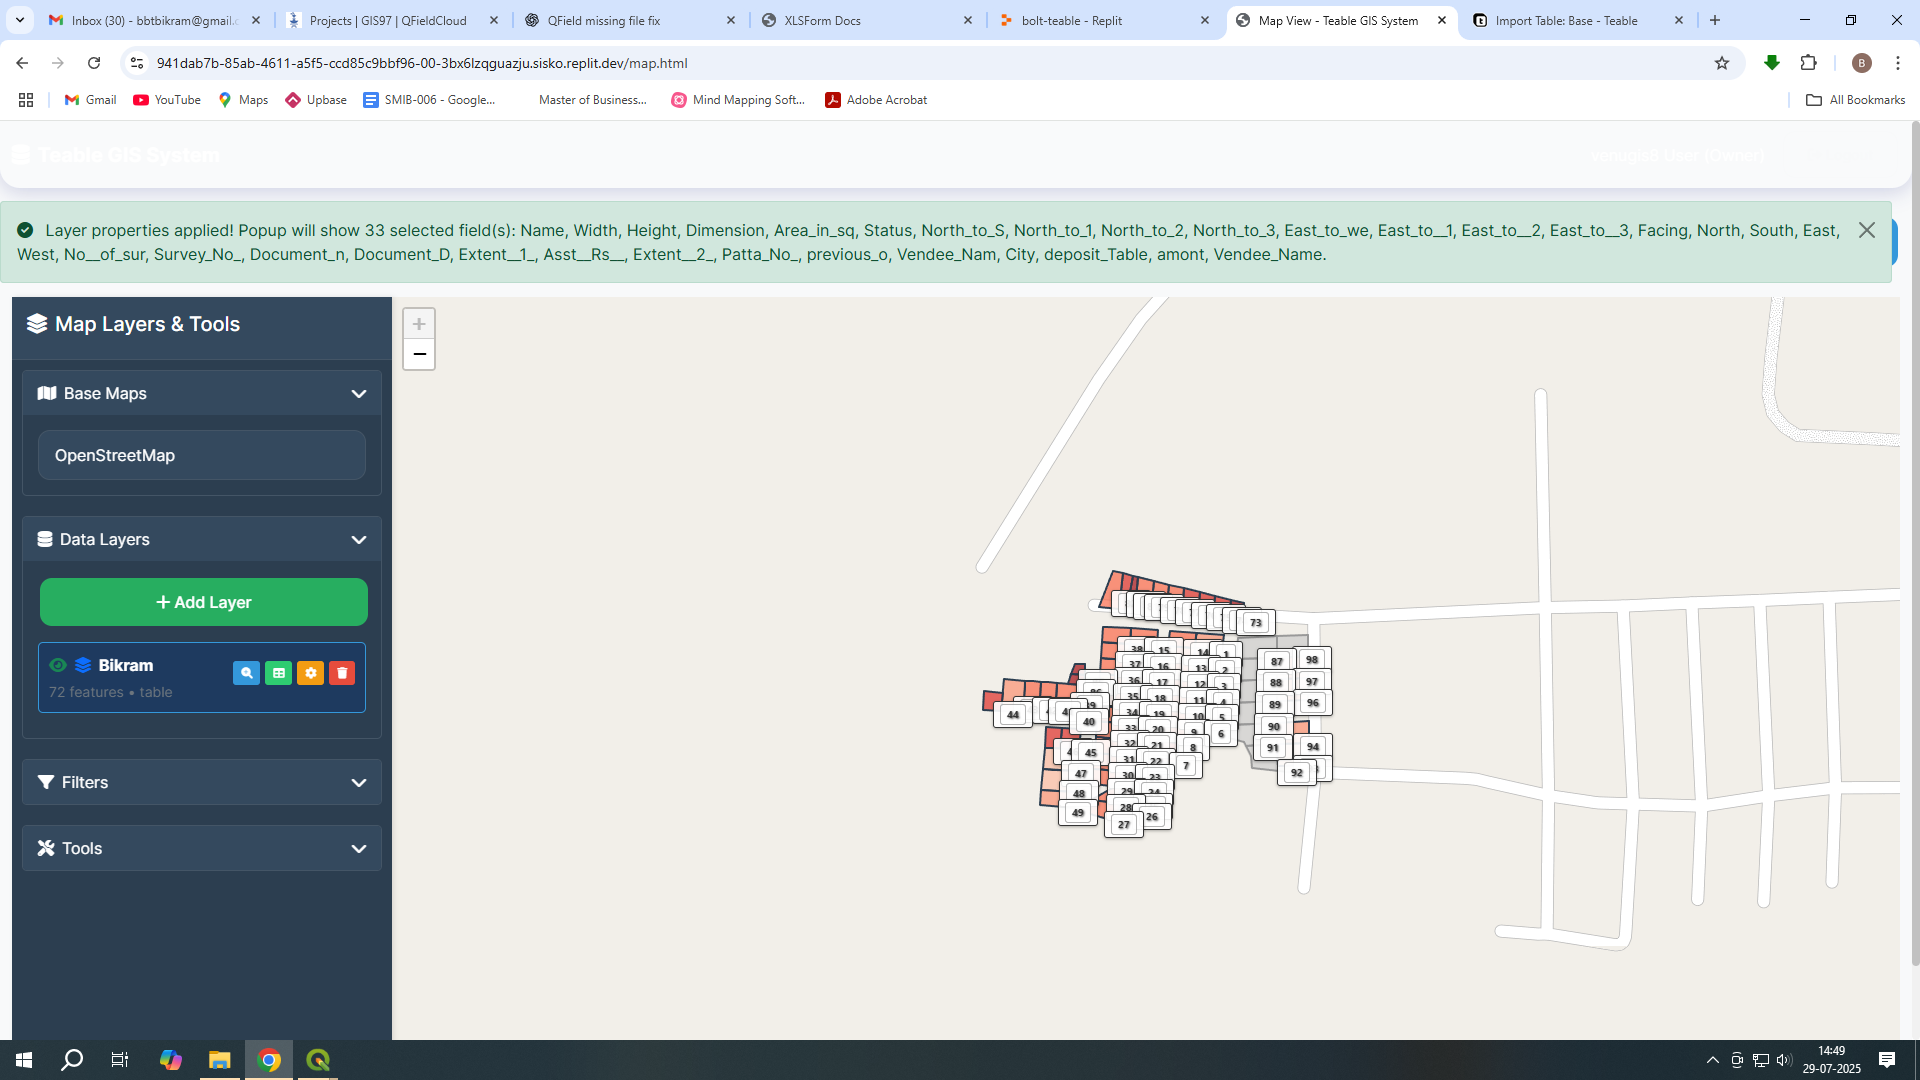 Inbox (30) - bbtbikram@gmail.c
Projects | GIS97 | QFieldCloud
QField missing file fix
XLSForm Docs
bolt-teable - Replit
Map View - Teable GIS System
Import Table: Base - Teable
941dab7b-85ab-4611-a5f5-ccd85c9bbf96-00-3bx6lzqguazju.sisko.replit.dev/map.html
B
Gmail
YouTube
Maps
Upbase
SMIB-006 - Google...
Master of Business...
Mind Mapping Soft...
Adobe Acrobat
All Bookmarks
Teable GIS System
Layer properties applied! Popup will show 33 selected field(s): Name, Width, Height, Dimension, Area_in_sq, Status, North_to_S, North_to_1, North_to_2, North_to_3, East_to_we, East_to__1, East_to__2, East_to__3, Facing, North, South, East,
West, No__of_sur, Survey_No_, Document_n, Document_D, Extent__1_, Asst__Rs__, Extent__2_, Patta_No_, previous_o, Vendee_Nam, City, deposit_Table, amont, Vendee_Name.
Map Layers & Tools
+
−
Base Maps
OpenStreetMap
Data Layers
+ Add Layer
Bikram
72 features • table
Filters
Tools
73
38 15 14 1
87 98
37 16 13 2
36 17 12 3
88 97
35 18 11 4
89 96
44 40 34 19 10 5
33 20 9 6
90
45 32 21 8
91 94
31 22 7
47 30 23
92
48 29 24
49 28 26
27
14:49
29-07-2025